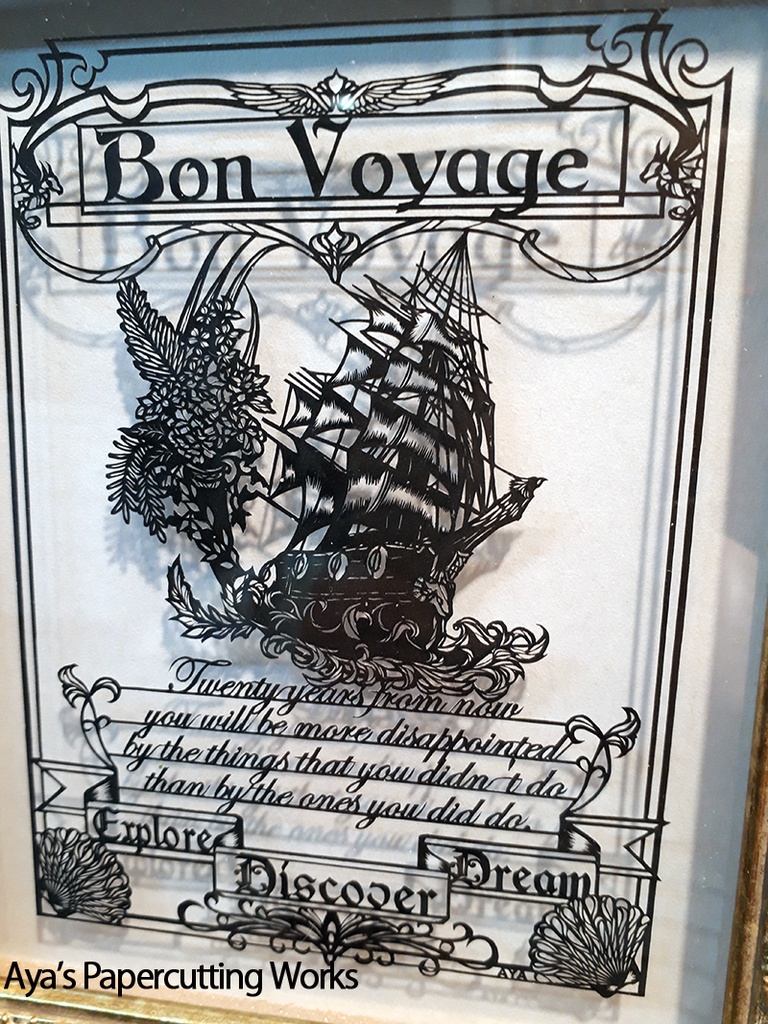 Bon Voyage
Twenty years from now
you will be more disappointed
by the things that you didn't do
than by the ones you did do.
Explore
Discover
Dream
AYA
Aya's Papercutting Works